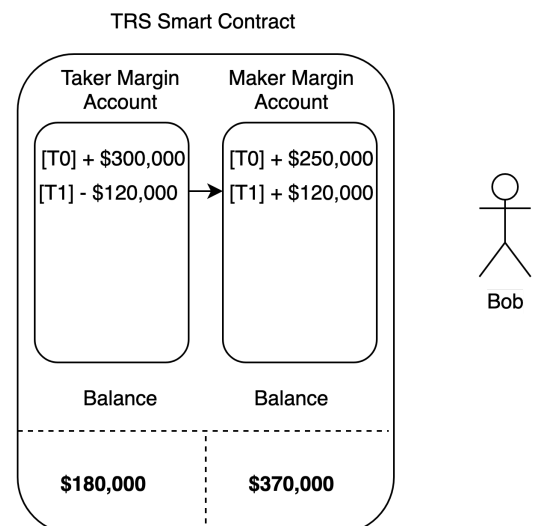 TRS Smart Contract
Taker Margin
Account
Maker Margin
Account
[T0] + $300,000
[T1] - $120,000
[T0] + $250,000
[T1] + $120,000
Bob
Balance
Balance
$180,000
$370,000